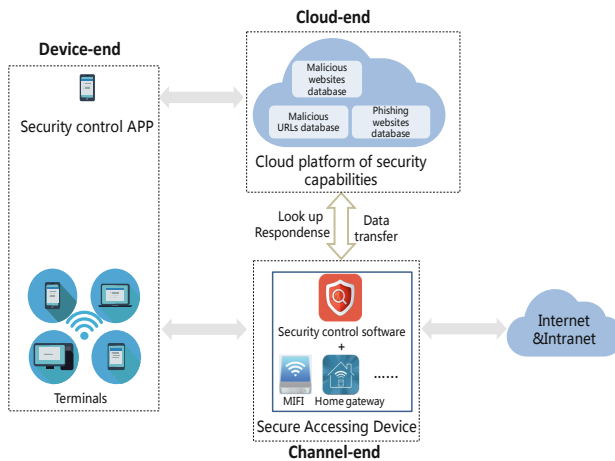 Cloud-end
Device-end
Malicious
websites
database
Malicious
URLs database
Phishing
websites
database
Security control APP
Cloud platform of security
capabilities
Look up
Respondense
Data
transfer
Security control software
+
MIFI
Home gateway
......
Internet
&Intranet
Terminals
Secure Accessing Device
Channel-end